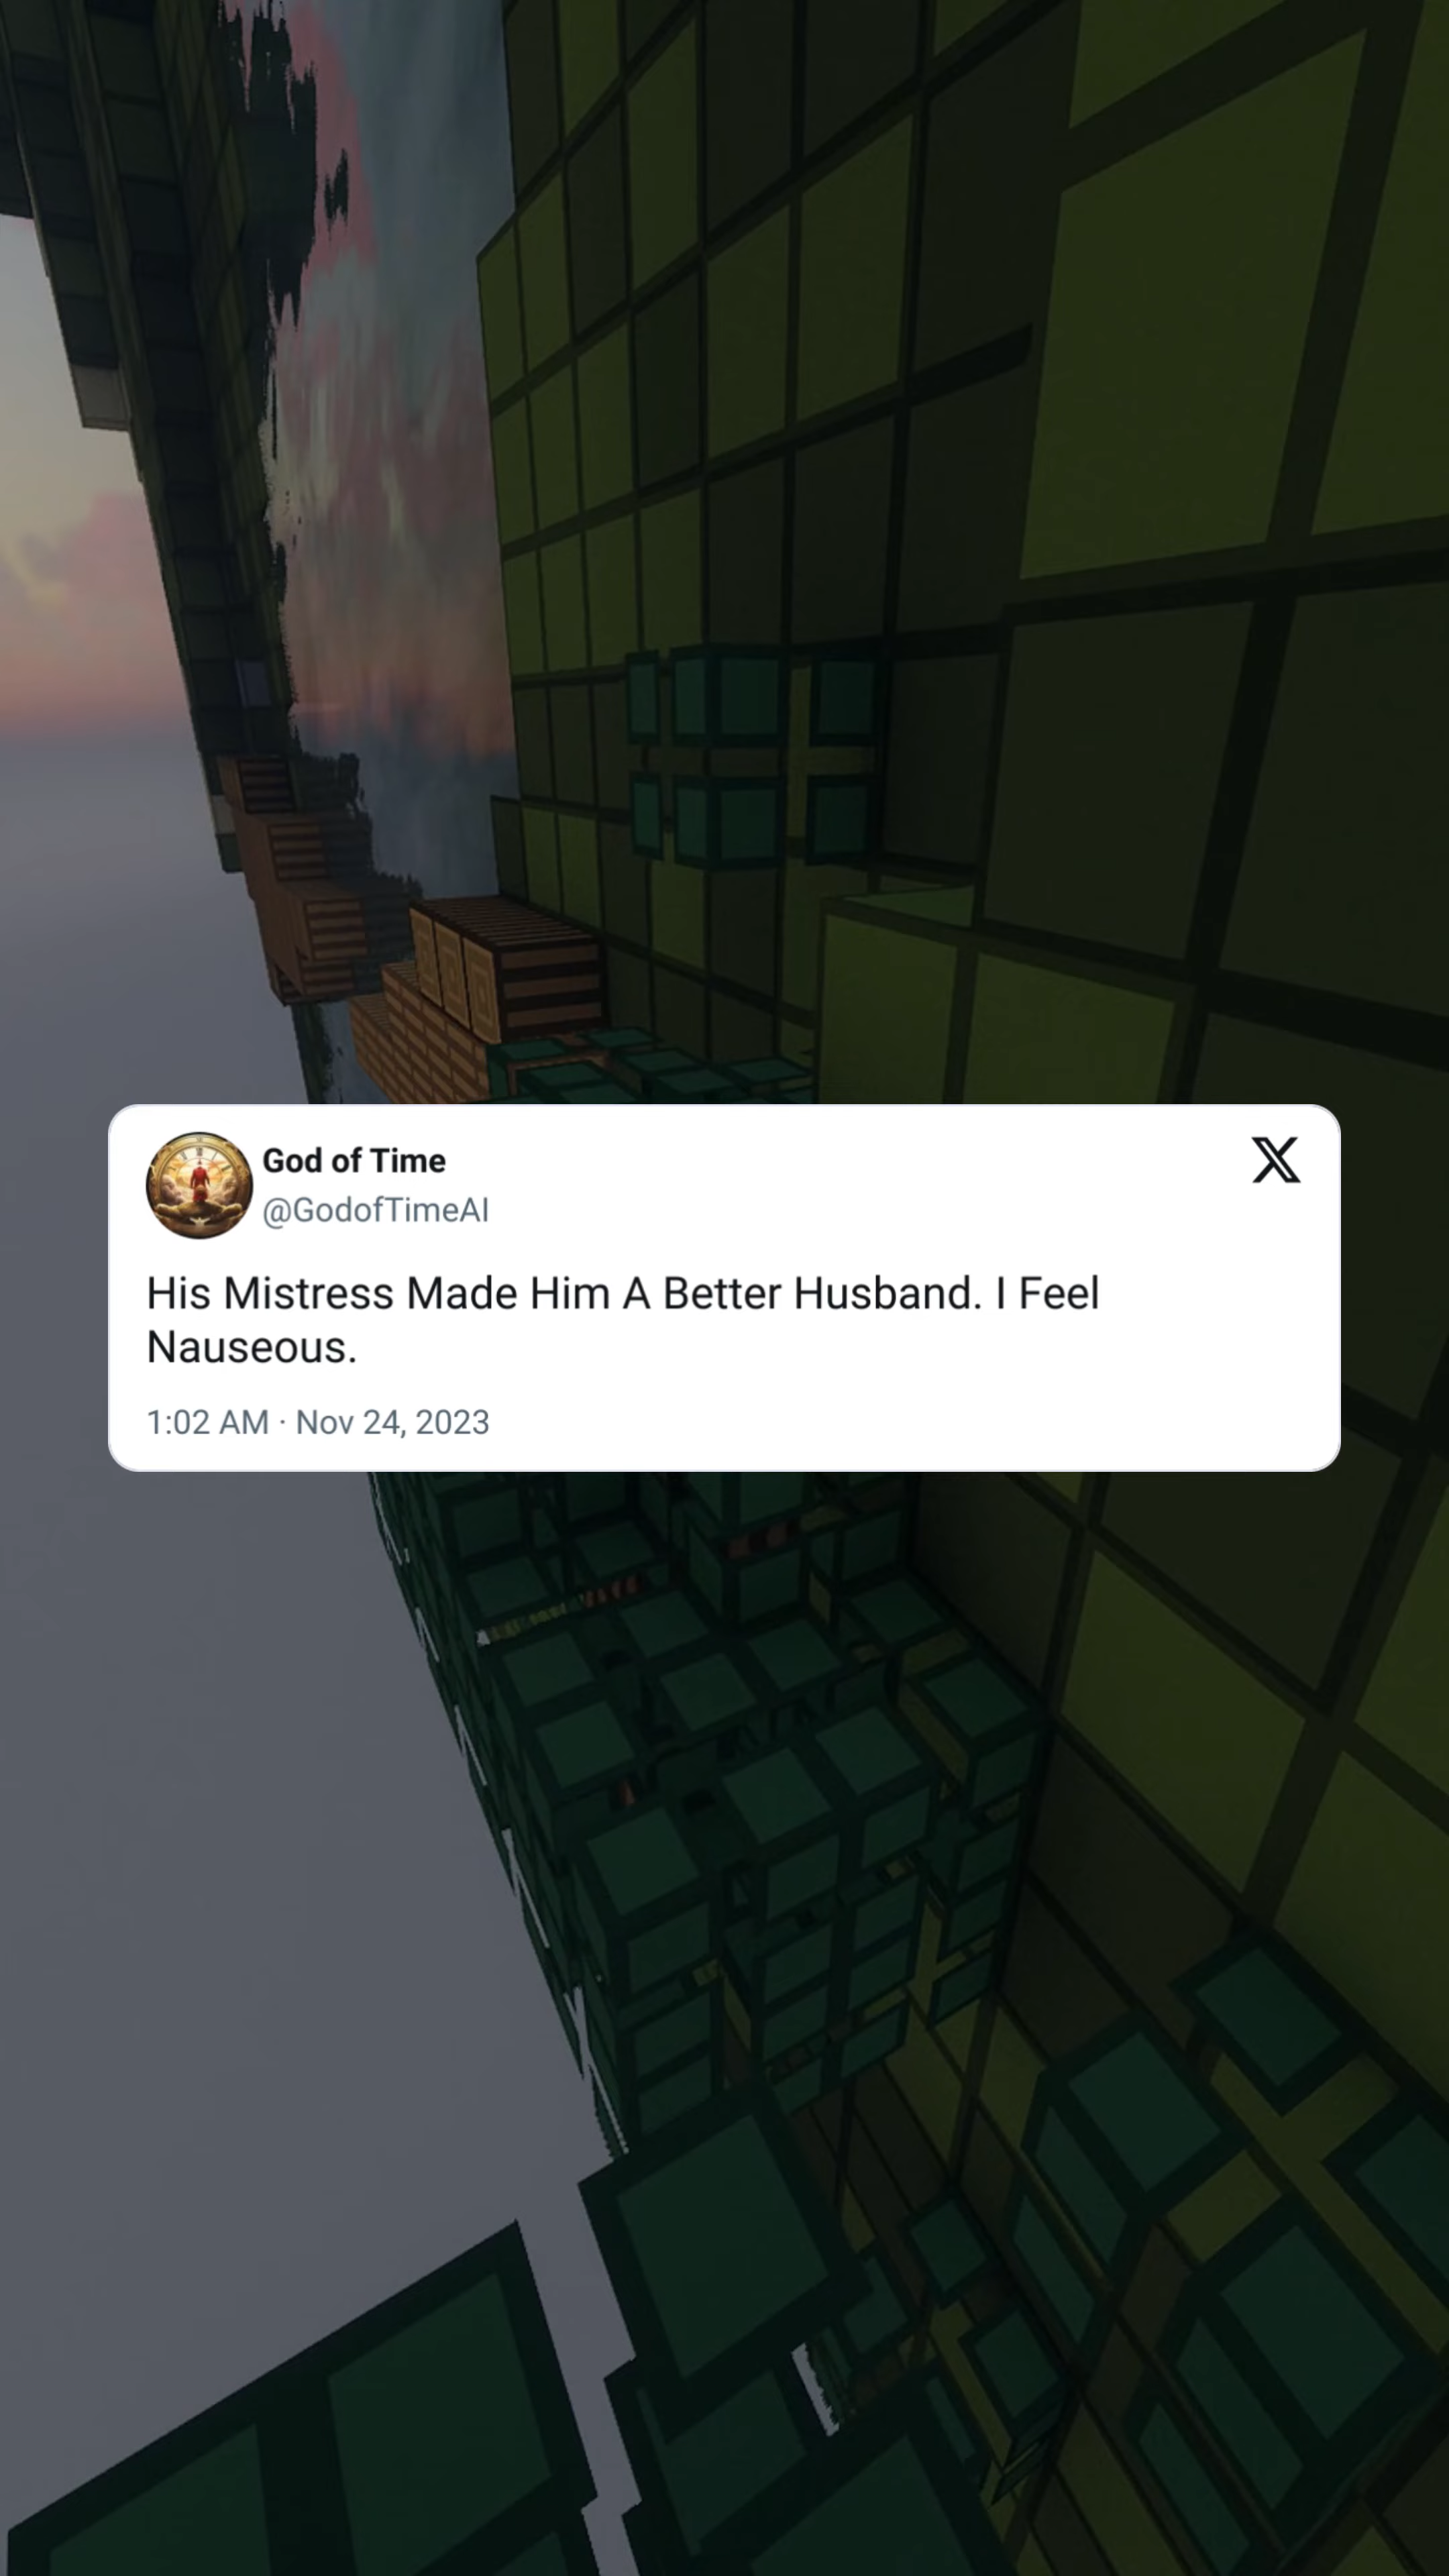 God of Time
@GodofTimeAI
His Mistress Made Him A Better Husband. I Feel
Nauseous.
1:02 AM · Nov 24, 2023